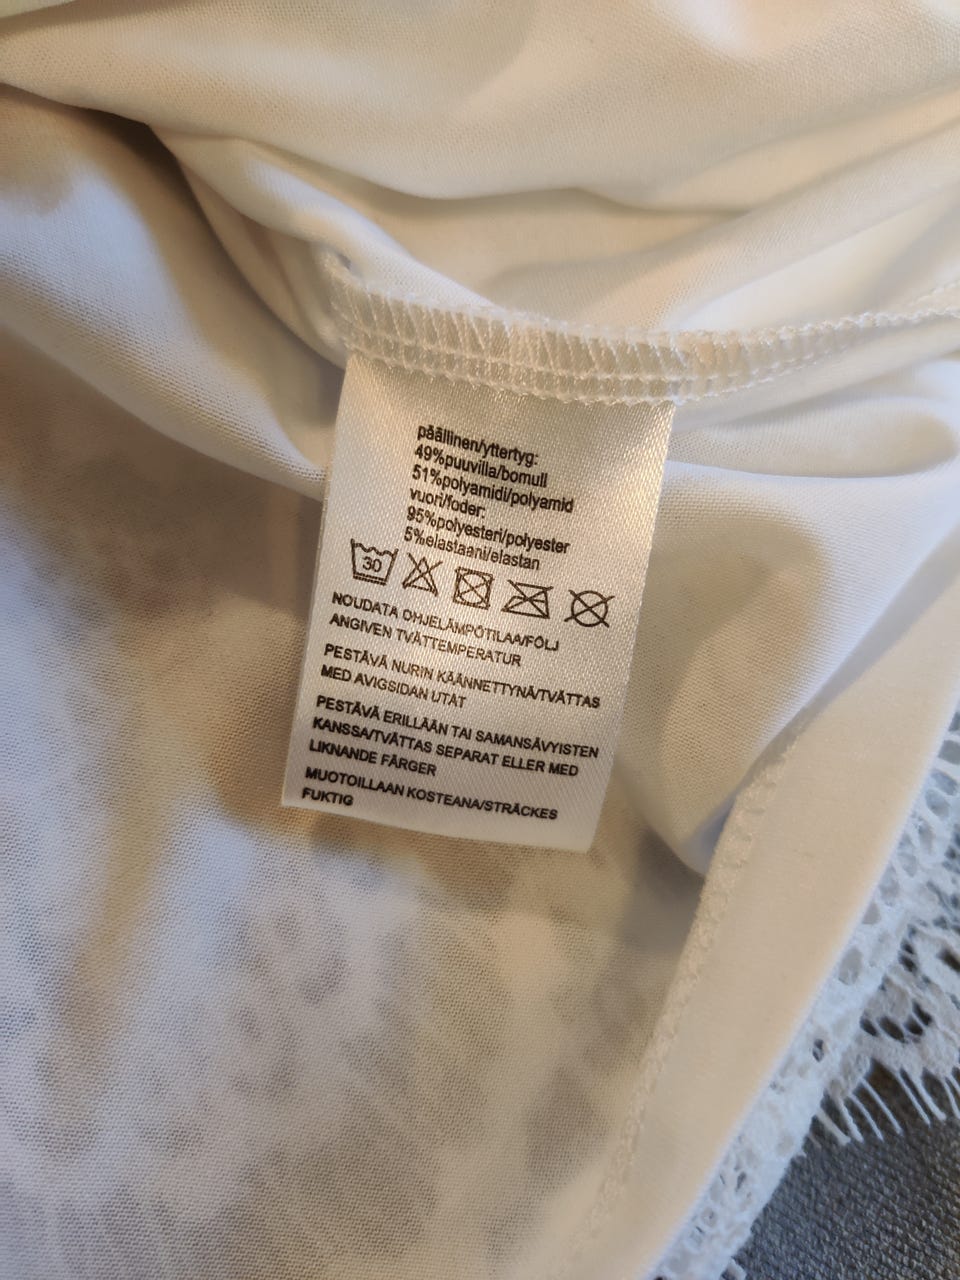 päällinen/yttertyg:
49%puuvilla/bomull
51%polyamidi/polyamid
vuori/foder:
95%polyesteri/polyester
5%elastaani/elastan
30
NOUDATA OHJELÄMPÖTILAA/FÖLJ
ANGIVEN TVÄTTEMPERATUR
PESTÄVÄ NURIN KÄÄNNETTYNÄ/TVÄTTAS
MED AVIGSIDAN UTÅT
PESTÄVÄ ERILLÄÄN TAI SAMANSÄVYISTEN
KANSSA/TVÄTTAS SEPARAT ELLER MED
LIKNANDE FÄRGER
MUOTOILLAAN KOSTEANA/STRÄCKES
FUKTIG